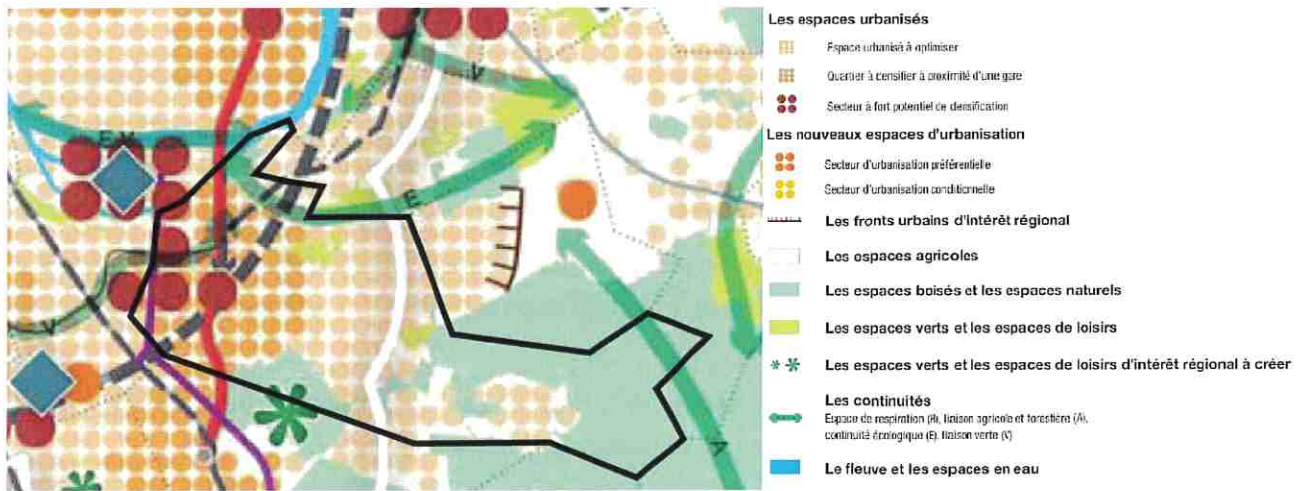 Les espaces urbanisés
Espace urbanisé à optimiser
Quartier à densifier à proximité d'une gare
Secteur à fort potentiel de densification
Les nouveaux espaces d'urbanisation
Secteur d'urbanisation préférentielle
Secteur d'urbanisation conditionnelle
Les fronts urbains d'intérêt régional
Les espaces agricoles
Les espaces boisés et les espaces naturels
Les espaces verts et les espaces de loisirs
Les espaces verts et les espaces de loisirs d'intérêt régional à créer
Les continuités
Espace de respiration (R), liaison agricole et forestière (A),
continuité écologique (E), liaison verte (V)
Le fleuve et les espaces en eau
V
E V
E
V
A